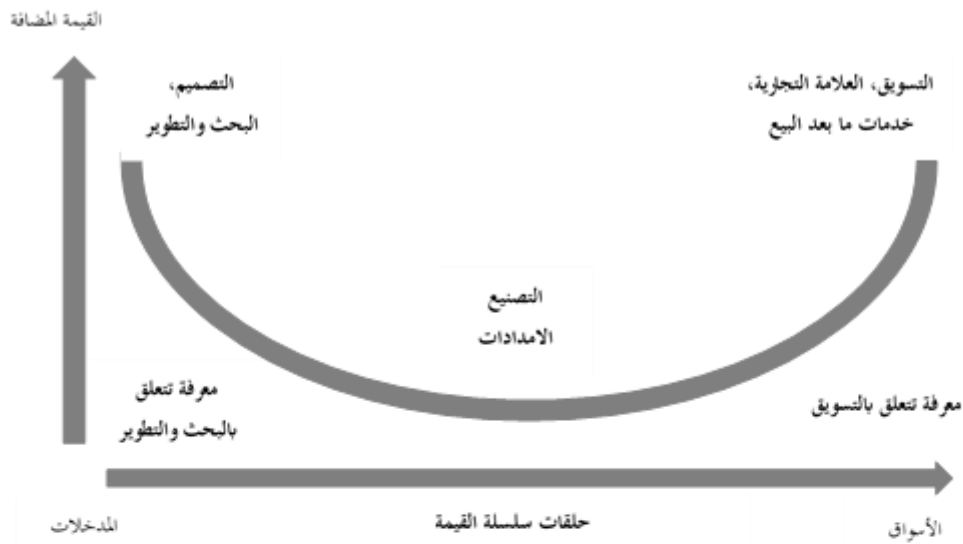 القيمة المضافة
التصميم،
البحث والتطوير
التسويق، العلامة التجارية،
خدمات ما بعد البيع
التصنيع
الامدادات
معرفة تتعلق
بالبحث والتطوير
معرفة تتعلق بالتسويق
المدخلات
حلقات سلسلة القيمة
الأسواق